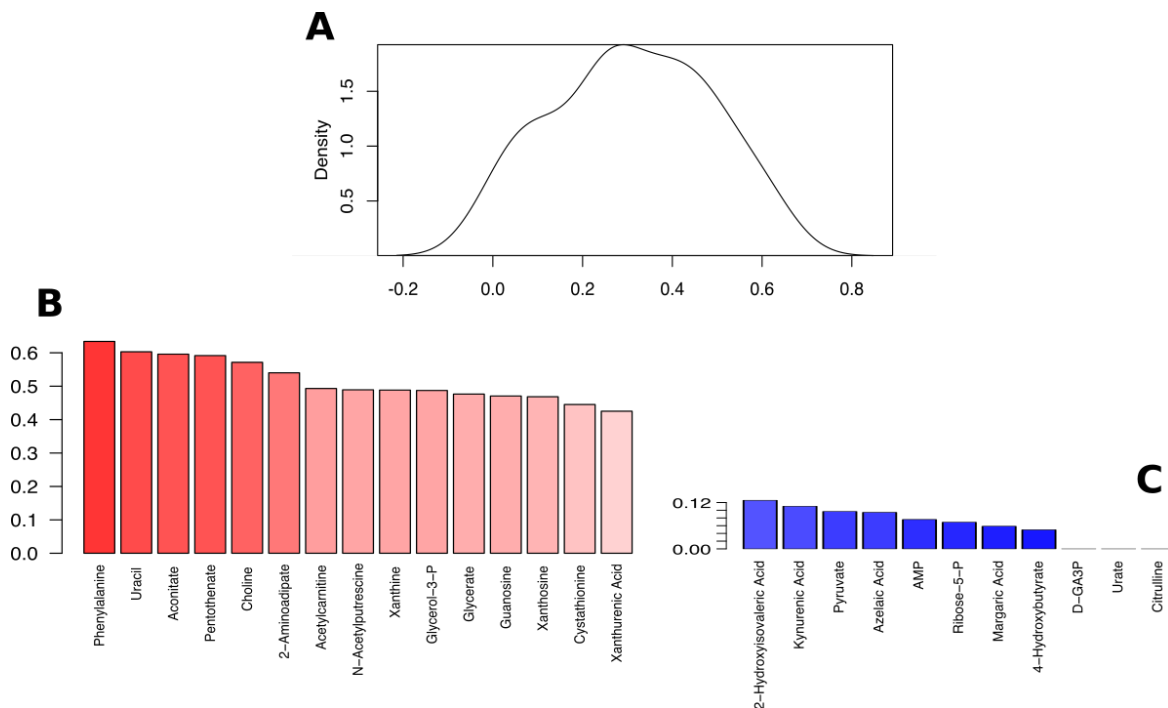 A
Density
1.5
1.0
0.5
-0.2 0.0 0.2 0.4 0.6 0.8
B
0.6
0.5
0.4
0.3
0.2
0.1
0.0
Phenylalanine
Uracil
Aconitate
Pentothenate
Choline
2−Aminoadipate
Acetylcarnitine
N−Acetylputrescine
Xanthine
Glycerol−3−P
Glycerate
Guanosine
Xanthosine
Cystathionine
Xanthurenic Acid
C
0.12
0.00
2−Hydroxyisovaleric Acid
Kynurenic Acid
Pyruvate
Azelaic Acid
AMP
Ribose−5−P
Margaric Acid
4−Hydroxybutyrate
D−GA3P
Urate
Citrulline